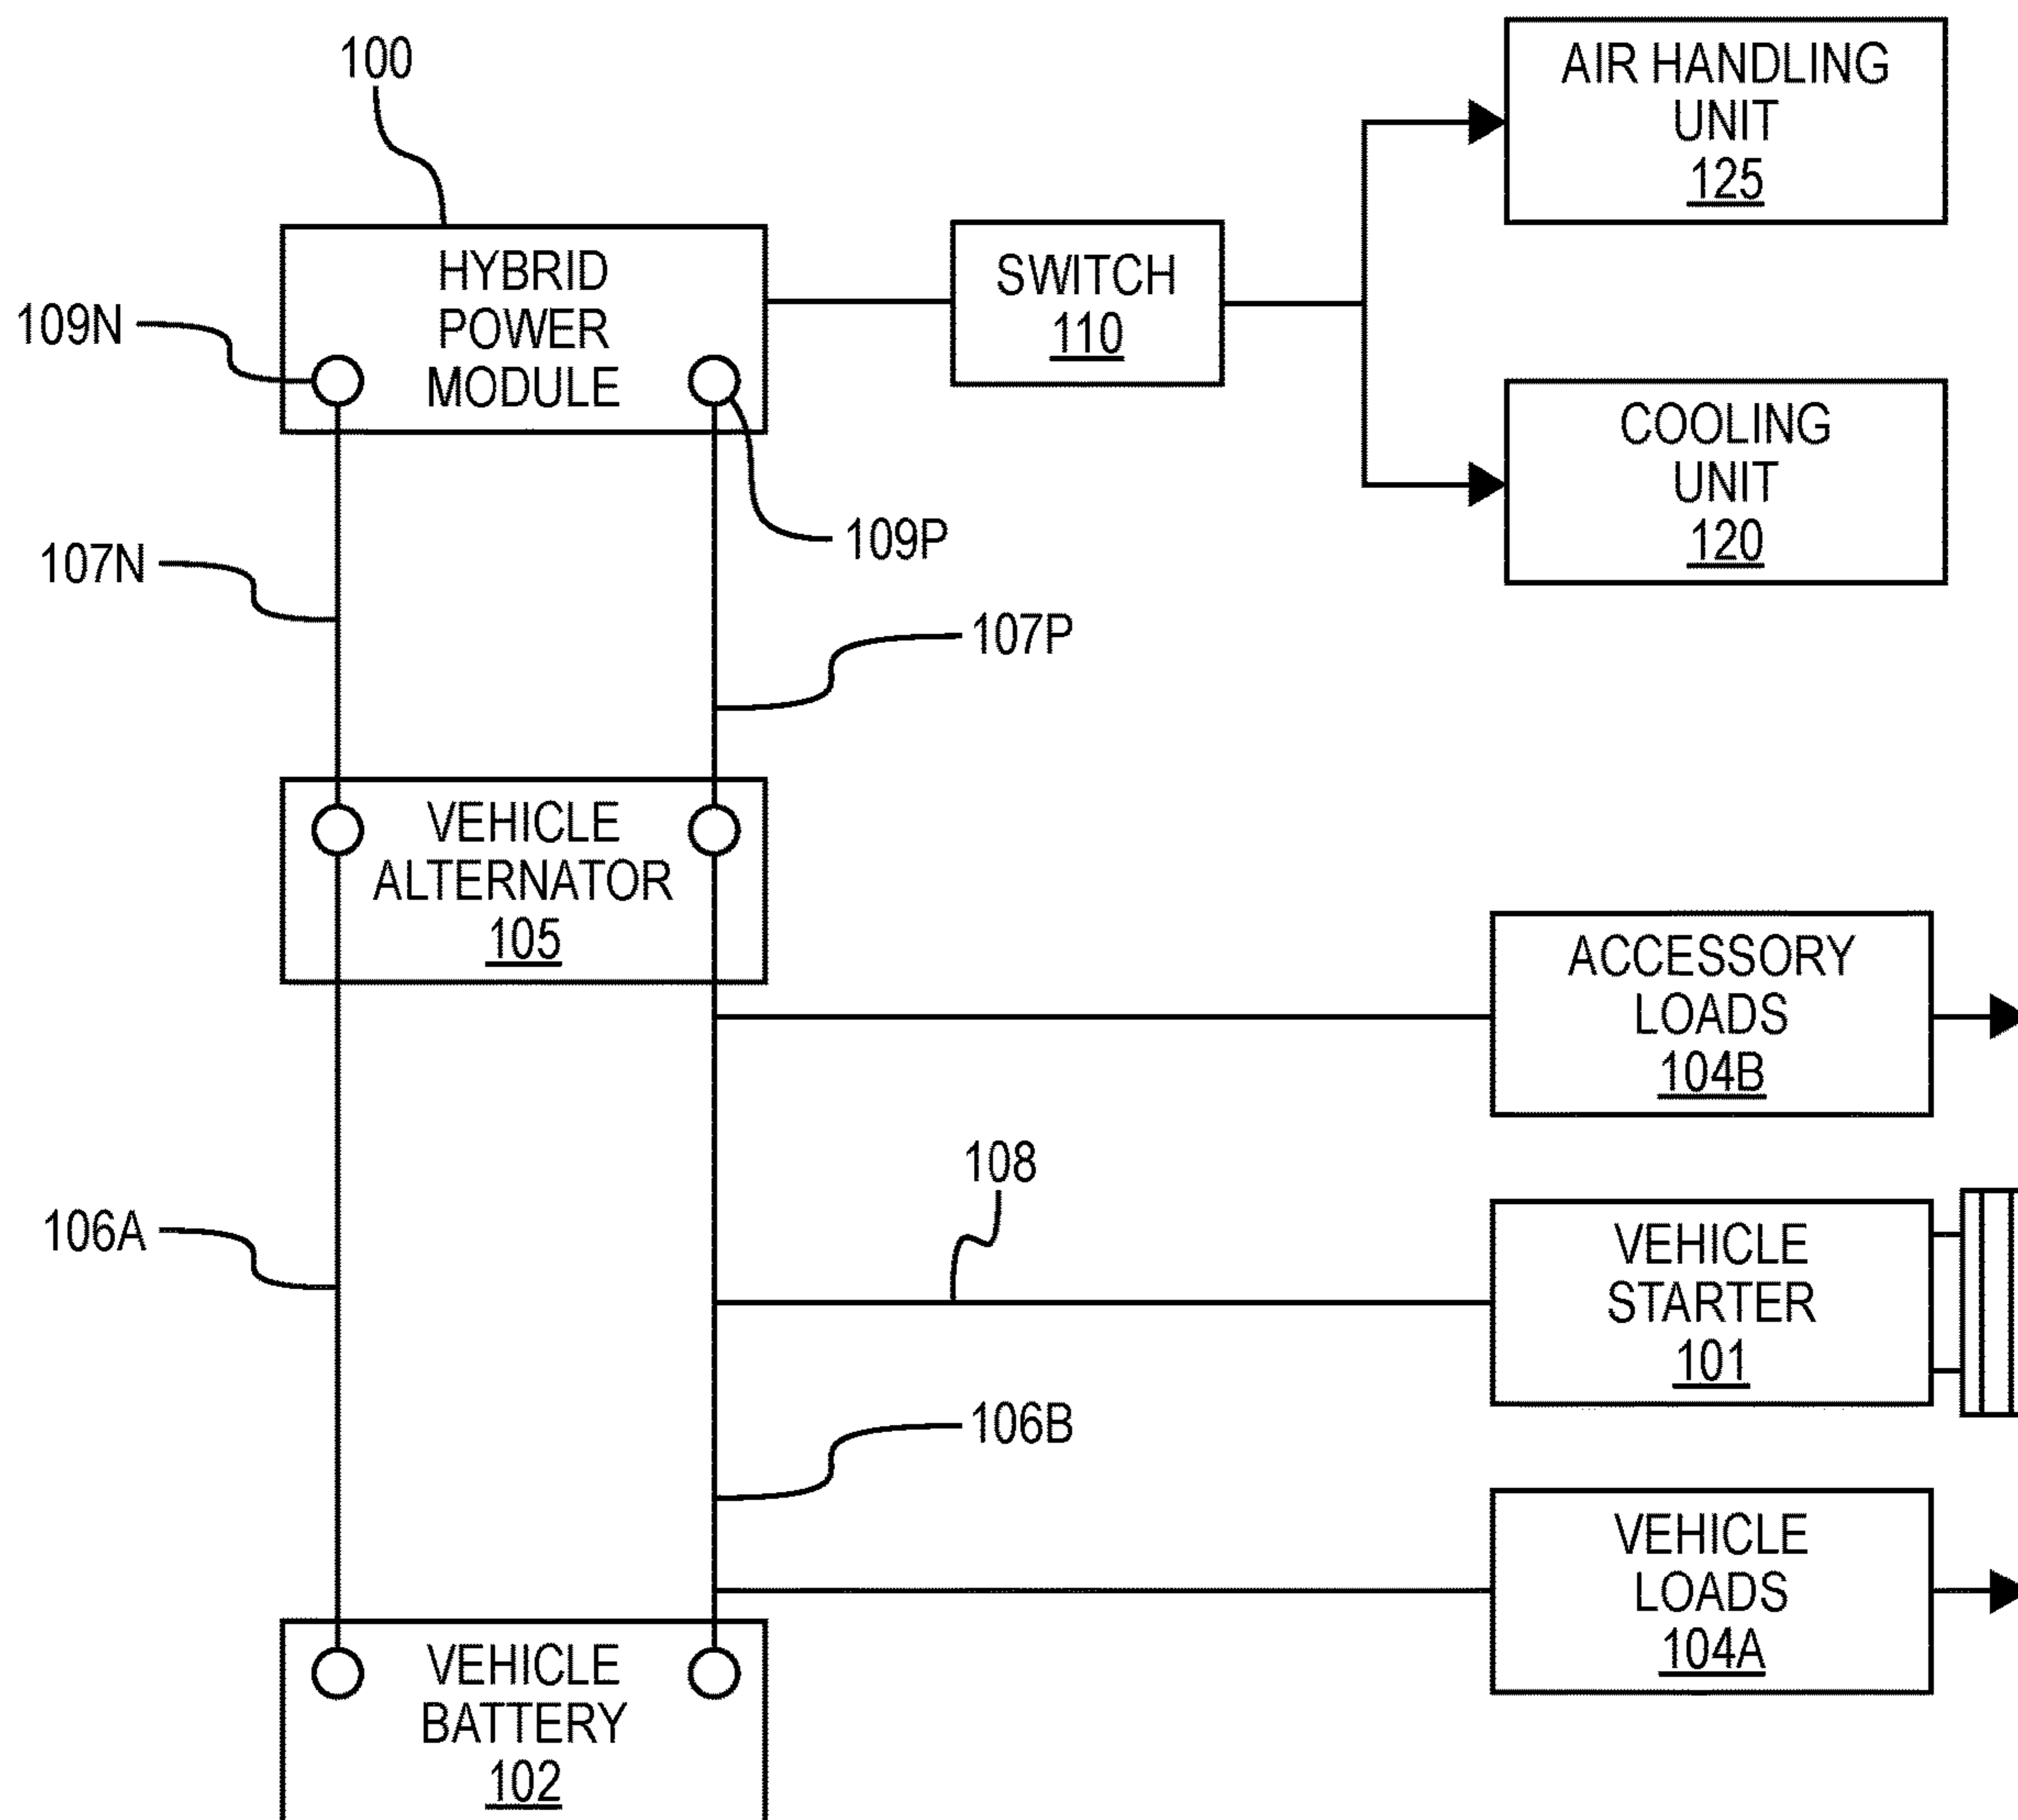 100
AIR HANDLING
UNIT
125
HYBRID
POWER
MODULE
SWITCH
110
109N
COOLING
UNIT
120
109P
107N
107P
VEHICLE
ALTERNATOR
105
ACCESSORY
LOADS
104B
108
106A
VEHICLE
STARTER
101
106B
VEHICLE
LOADS
104A
VEHICLE
BATTERY
102